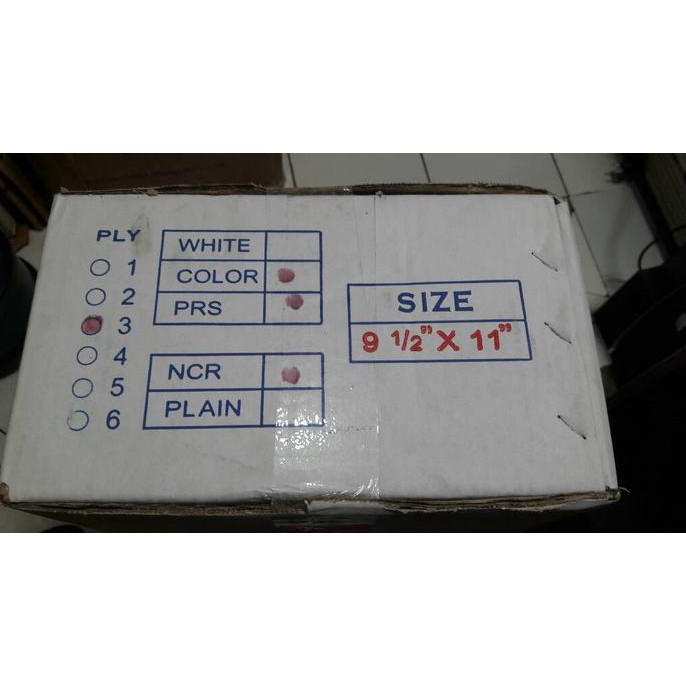 PLY
1
2
3
4
5
6
WHITE
COLOR
PRS
NCR
PLAIN
SIZE
9 1/2" X 11"